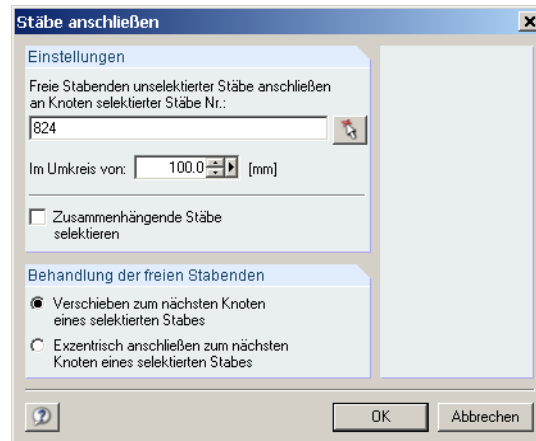 Stäbe anschließen
Einstellungen
Freie Stabenden unselektierter Stäbe anschließen
an Knoten selektierter Stäbe Nr.:
824
Im Umkreis von: 100.0 [mm]
Zusammenhängende Stäbe
selektieren
Behandlung der freien Stabenden
Verschieben zum nächsten Knoten
eines selektierten Stabes
Exzentrisch anschließen zum nächsten
Knoten eines selektierten Stabes
OK Abbrechen